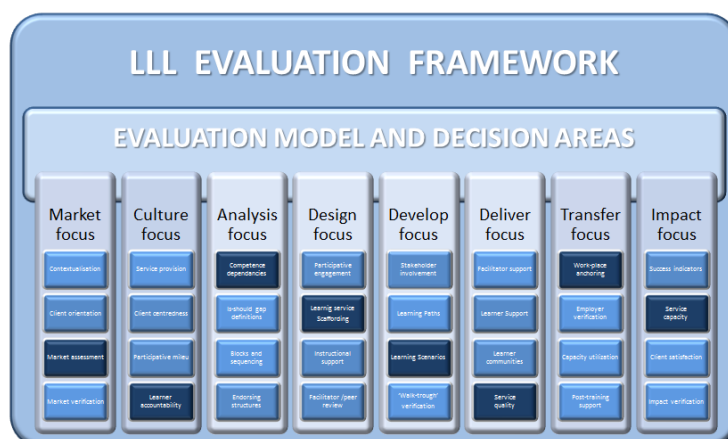 LLL EVALUATION FRAMEWORK
EVALUATION MODEL AND DECISION AREAS
Market
focus
Contextualisation
Client orientation
Market assessment
Market verification
Culture
focus
Service provision
Client centredness
Participative milieu
Learner
accountability
Analysis
focus
Competence
dependancies
Is-should gap
definitions
Blocks and
sequencing
Endorsing
structures
Design
focus
Participative
engagement
Learnig service
Scaffording
Instructional
support
Facilitator /peer
review
Develop
focus
Stakeholder
involvement
Learning Paths
Learning Scenarios
'Walk-trough'
verification
Deliver
focus
Facilitator support
Learner Support
Learner
communities
Service
quality
Transfer
focus
Work-place
anchoring
Employer
verification
Capacity utilisation
Post-training
support
Impact
focus
Success indicators
Service
capacity
Client satisfaction
Impact verification